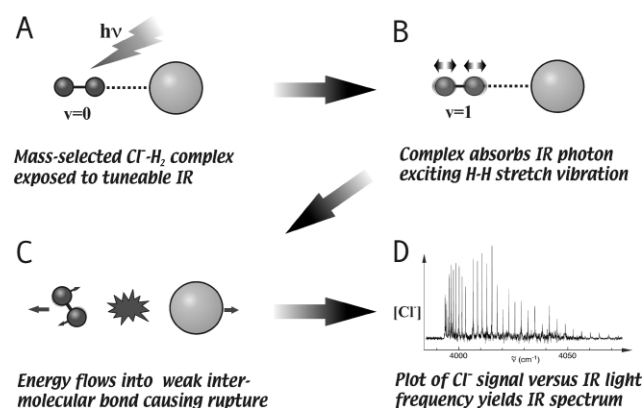 A
hν
v=0
Mass-selected Cl⁻-H₂ complex
exposed to tuneable IR
B
v=1
Complex absorbs IR photon
exciting H-H stretch vibration
C
Energy flows into weak inter-
molecular bond causing rupture
D
[Cl⁻]
4000
ν̃ (cm⁻¹)
4050
Plot of Cl⁻ signal versus IR light
frequency yields IR spectrum